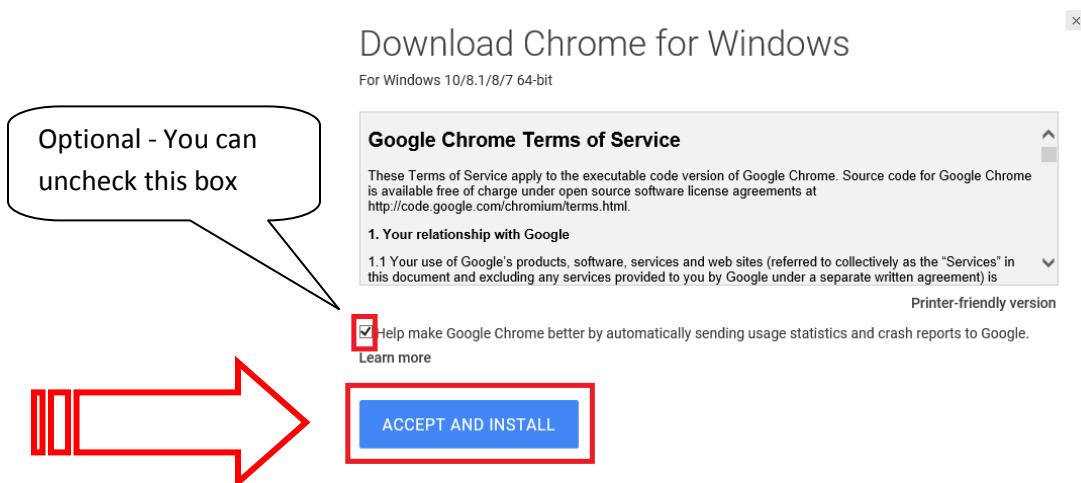 Download Chrome for Windows
For Windows 10/8.1/8/7 64-bit
Optional - You can
uncheck this box
Google Chrome Terms of Service
These Terms of Service apply to the executable code version of Google Chrome. Source code for Google Chrome
is available free of charge under open source software license agreements at
http://code.google.com/chromium/terms.html.
1. Your relationship with Google
1.1 Your use of Google’s products, software, services and web sites (referred to collectively as the “Services” in
this document and excluding any services provided to you by Google under a separate written agreement) is
Printer-friendly version
Help make Google Chrome better by automatically sending usage statistics and crash reports to Google.
Learn more
ACCEPT AND INSTALL